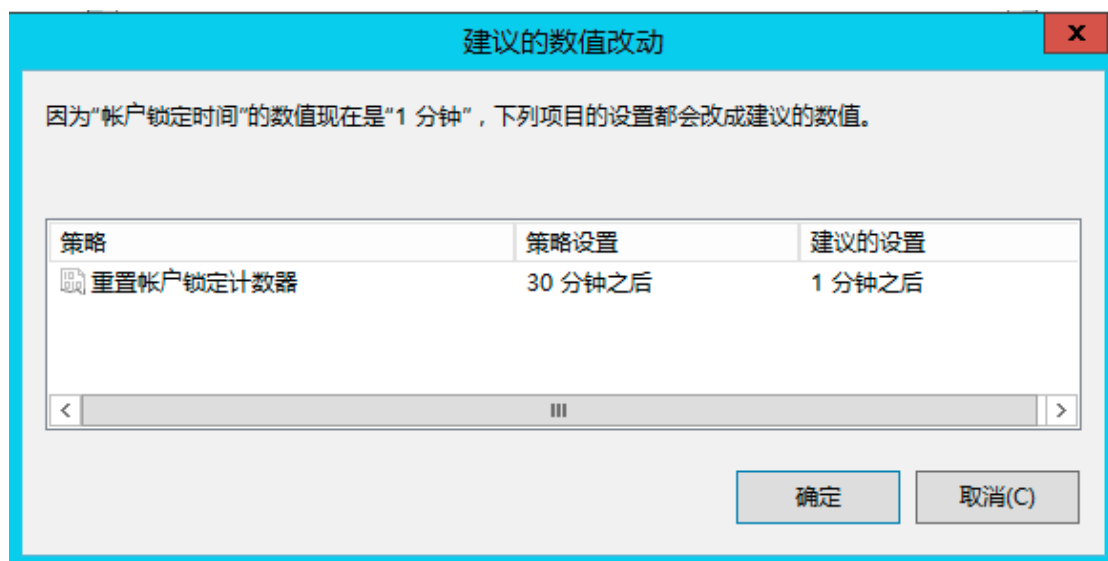 建议的数值改动
x
因为“帐户锁定时间”的数值现在是“1 分钟”，下列项目的设置都会改成建议的数值。
策略 策略设置 建议的设置
重置帐户锁定计数器 30 分钟之后 1 分钟之后
确定 取消(C)